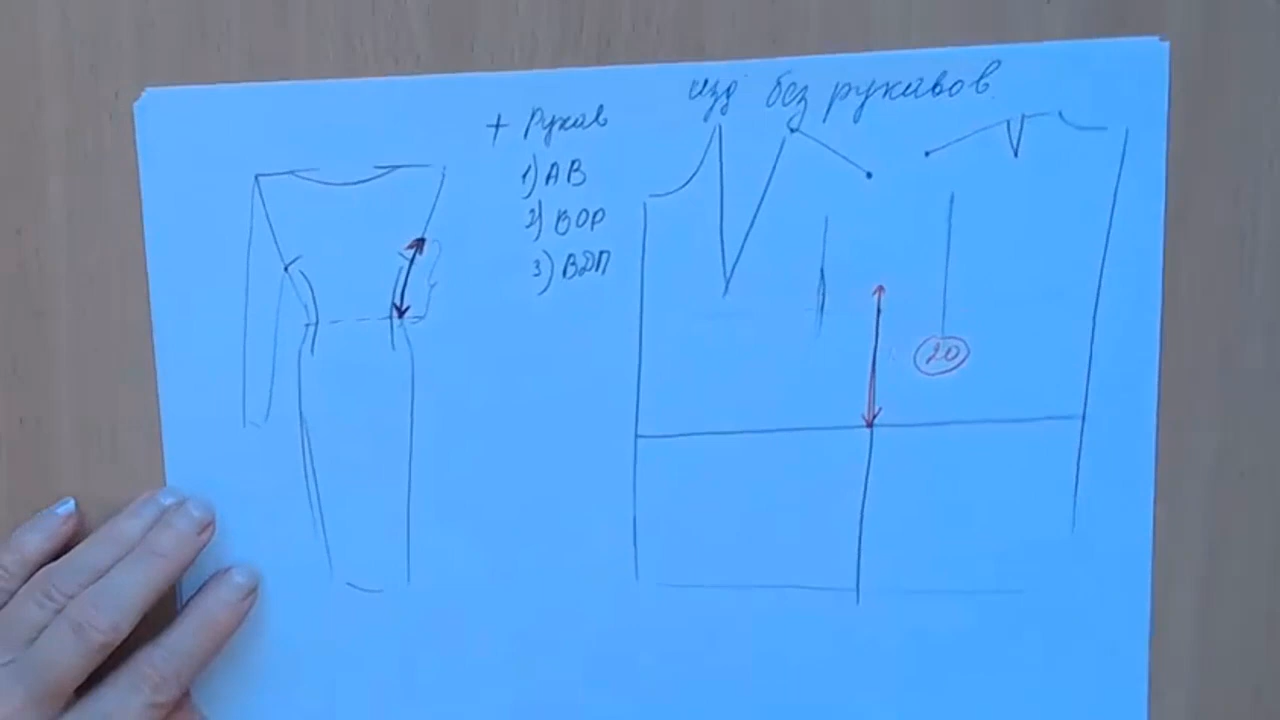 изд без рукавов
+ Рукав
1) АВ
2) ВОР
3) ВДП
20